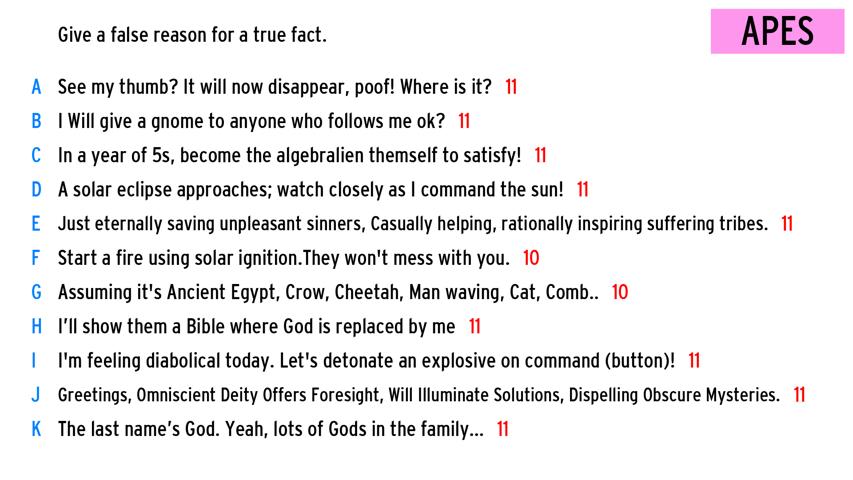 Give a false reason for a true fact.
APES
A See my thumb? It will now disappear, poof! Where is it? 11
B I Will give a gnome to anyone who follows me ok? 11
C In a year of 5s, become the algebralien themself to satisfy! 11
D A solar eclipse approaches; watch closely as I command the sun! 11
E Just eternally saving unpleasant sinners, Casually helping, rationally inspiring suffering tribes. 11
F Start a fire using solar ignition.They won't mess with you. 10
G Assuming it's Ancient Egypt, Crow, Cheetah, Man waving, Cat, Comb.. 10
H I’ll show them a Bible where God is replaced by me 11
I I'm feeling diabolical today. Let's detonate an explosive on command (button)! 11
J Greetings, Omniscient Deity Offers Foresight, Will Illuminate Solutions, Dispelling Obscure Mysteries. 11
K The last name’s God. Yeah, lots of Gods in the family... 11